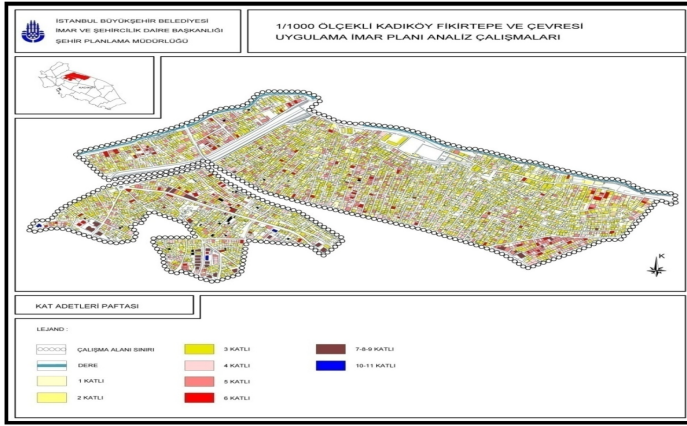 İSTANBUL BÜYÜKŞEHİR BELEDİYESİ
İMAR VE ŞEHİRCİLİK DAİRE BAŞKANLIĞI
ŞEHİR PLANLAMA MÜDÜRLÜĞÜ
1/1000 ÖLÇEKLİ KADIKÖY FİKİRTEPE VE ÇEVRESİ
UYGULAMA İMAR PLANI ANALİZ ÇALIŞMALARI
K
KAT ADETLERİ PAFTASI
LEJAND :
ÇALIŞMA ALANI SINIRI
DERE
1 KATLI
2 KATLI
3 KATLI
4 KATLI
5 KATLI
6 KATLI
7-8-9 KATLI
10-11 KATLI